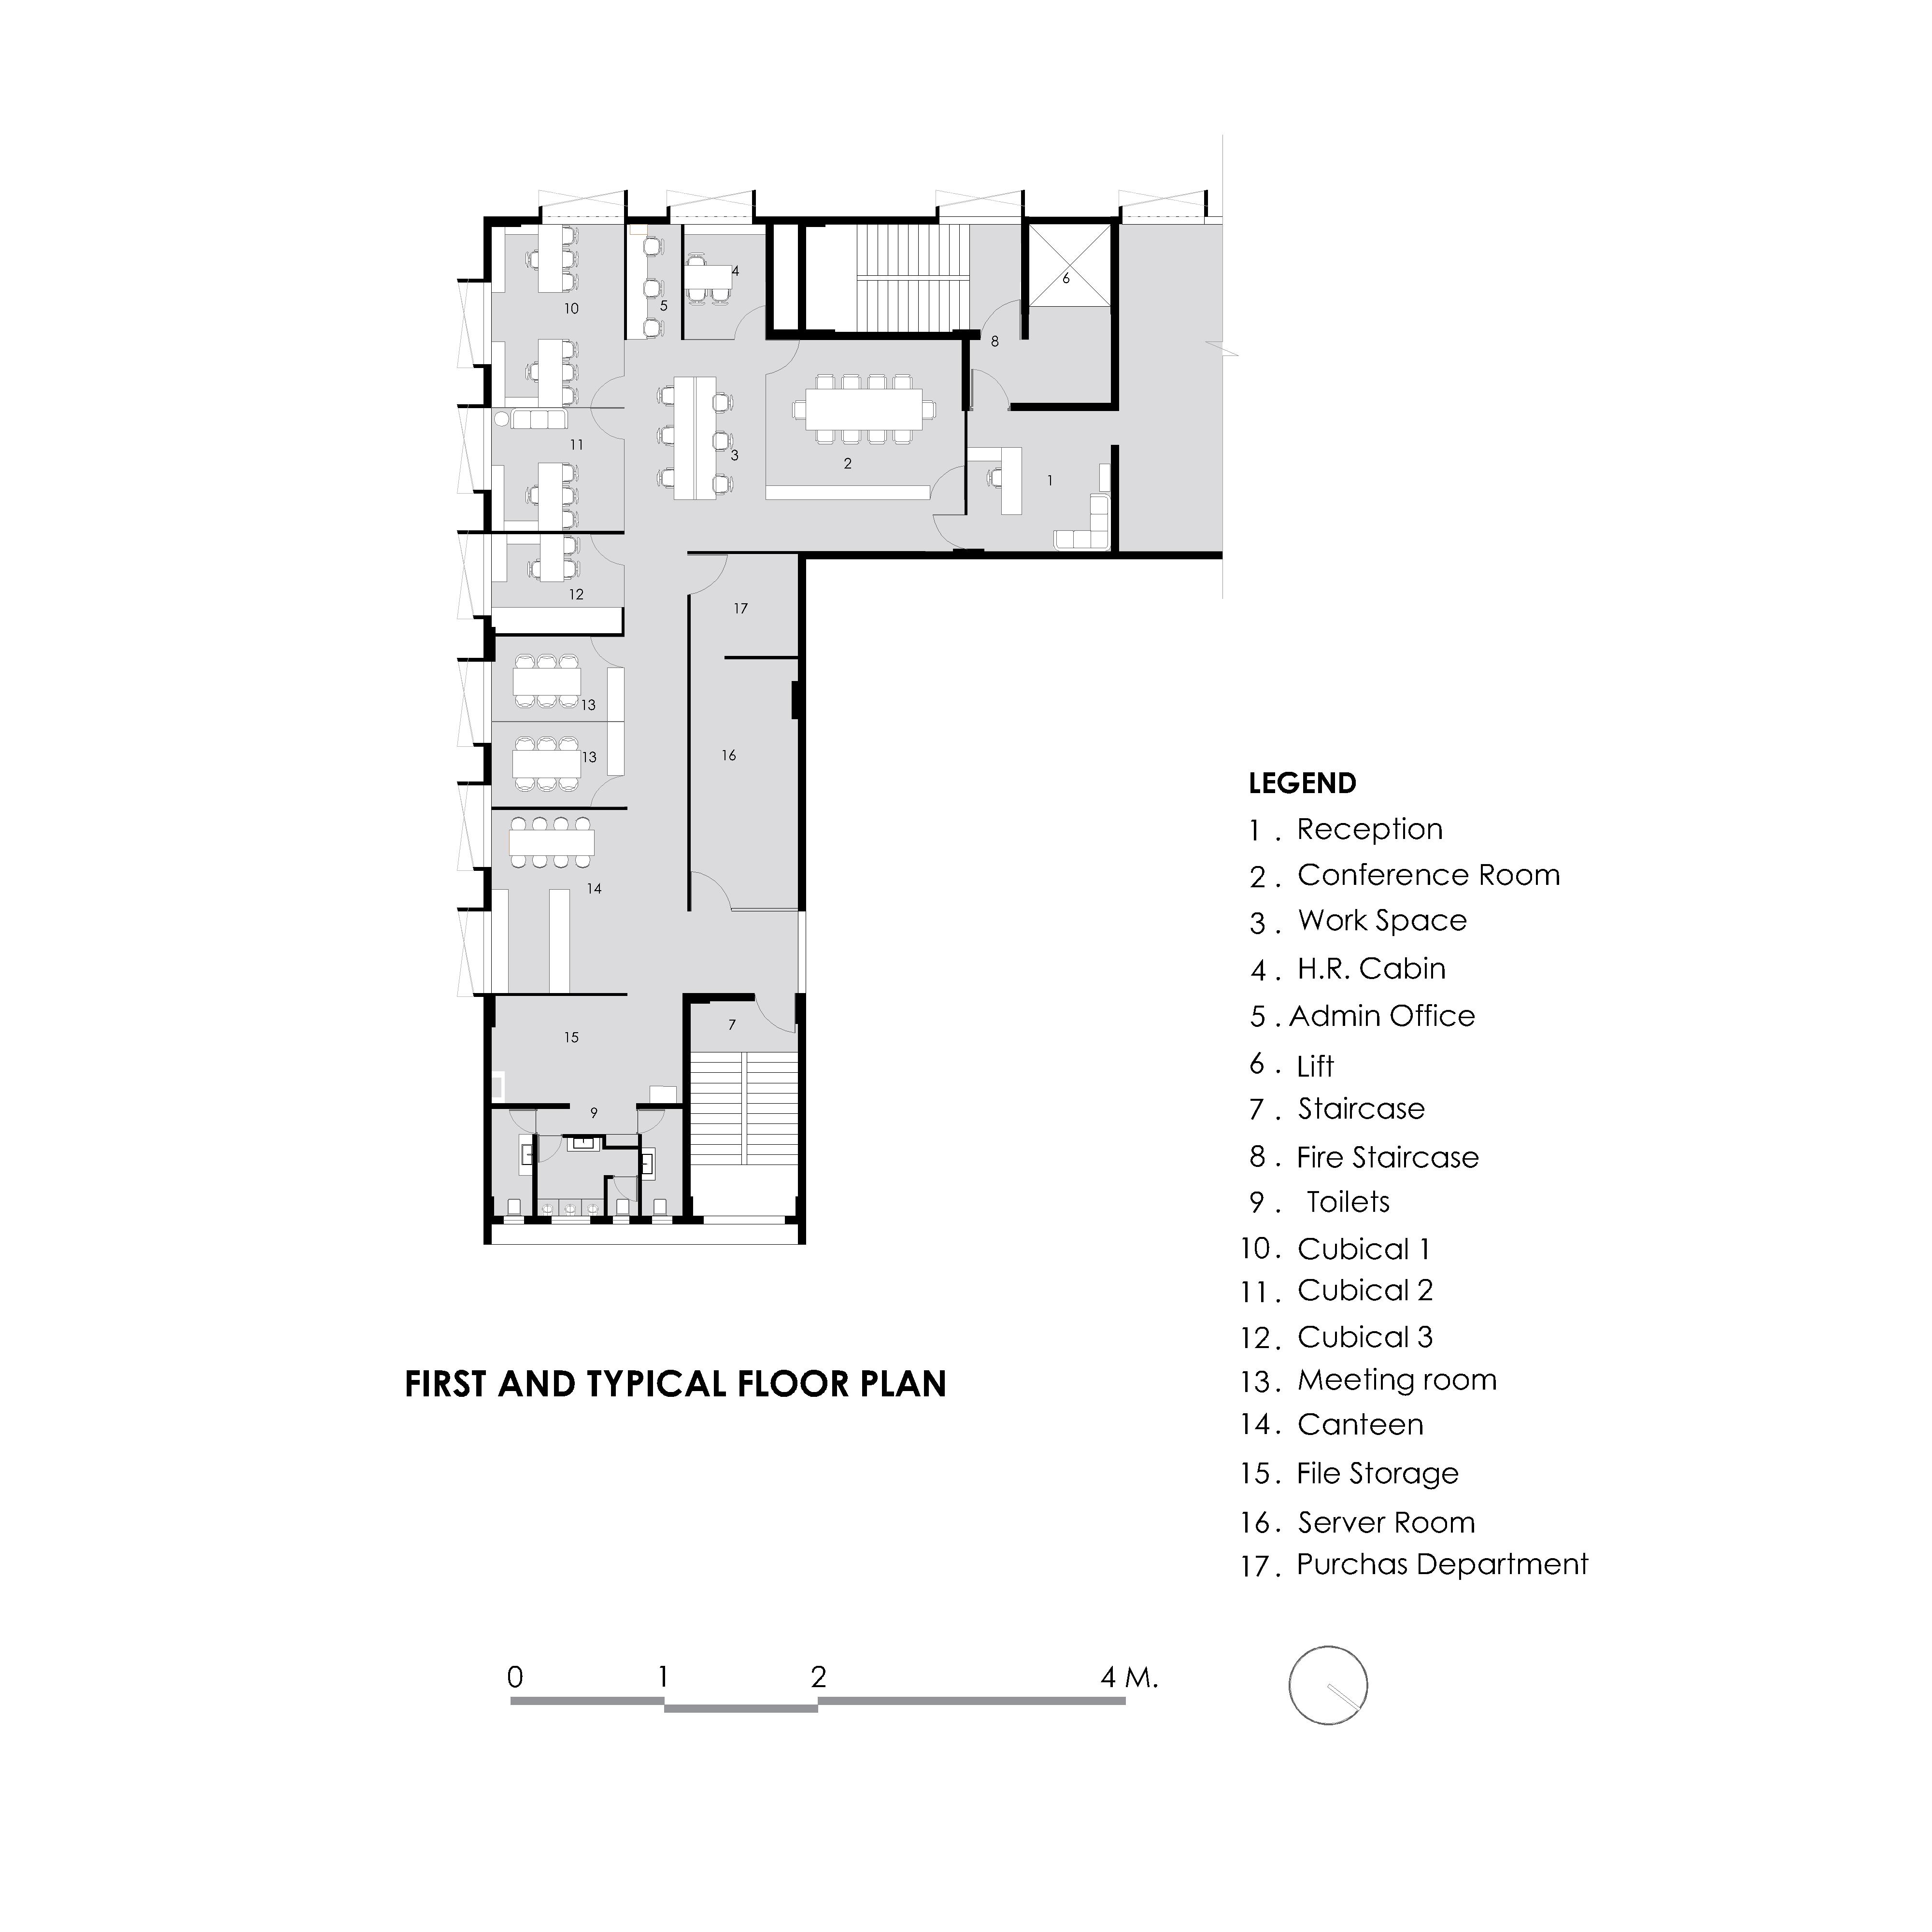 4
6
10
5
8
11
3
2
1
12
17
13
16
13
14
7
15
9
LEGEND
1 . Reception
2 . Conference Room
3 . Work Space
4 . H.R. Cabin
5 . Admin Office
6 . Lift
7 . Staircase
8 . Fire Staircase
9 . Toilets
10. Cubical 1
11. Cubical 2
12. Cubical 3
13. Meeting room
14. Canteen
15. File Storage
16. Server Room
17. Purchas Department
FIRST AND TYPICAL FLOOR PLAN
0 1 2 4 M.